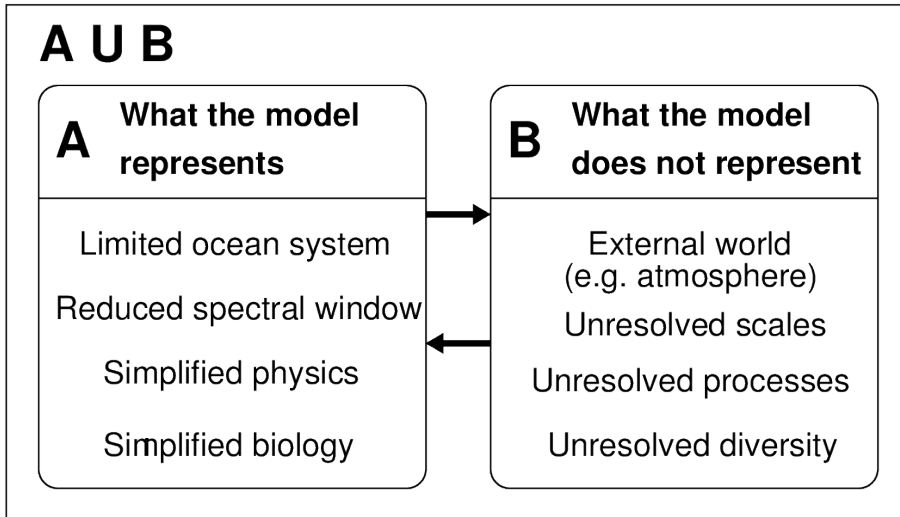 A U B
A
What the model
represents
Limited ocean system
Reduced spectral window
Simplified physics
Simplified biology
B
What the model
does not represent
External world
(e.g. atmosphere)
Unresolved scales
Unresolved processes
Unresolved diversity